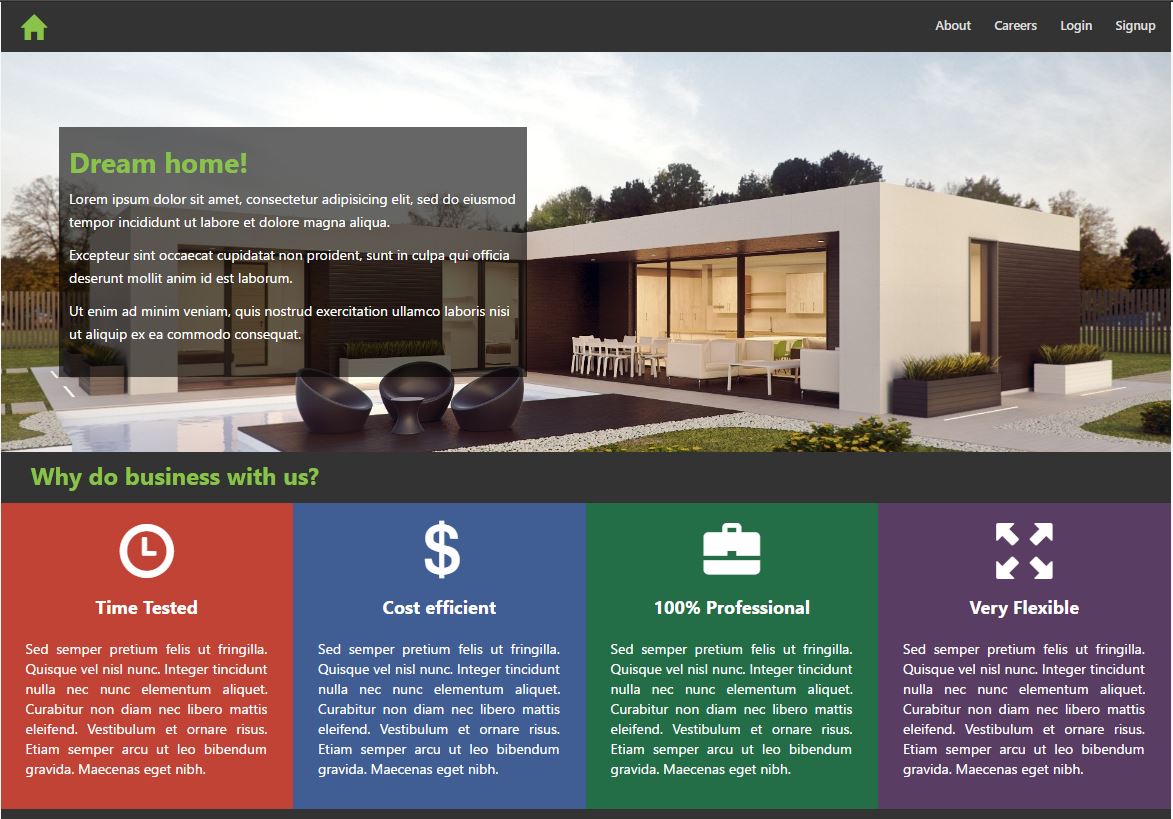 About Careers Login Signup
Dream home!
Lorem ipsum dolor sit amet, consectetur adipisicing elit, sed do eiusmod
tempor incididunt ut labore et dolore magna aliqua.
Excepteur sint occaecat cupidatat non proident, sunt in culpa qui officia
deserunt mollit anim id est laborum.
Ut enim ad minim veniam, quis nostrud exercitation ullamco laboris nisi
ut aliquip ex ea commodo consequat.
Why do business with us?
Time Tested
Sed semper pretium felis ut fringilla.
Quisque vel nisl nunc. Integer tincidunt
nulla nec nunc elementum aliquet.
Curabitur non diam nec libero mattis
eleifend. Vestibulum et ornare risus.
Etiam semper arcu ut leo bibendum
gravida. Maecenas eget nibh.
$
Cost efficient
Sed semper pretium felis ut fringilla.
Quisque vel nisl nunc. Integer tincidunt
nulla nec nunc elementum aliquet.
Curabitur non diam nec libero mattis
eleifend. Vestibulum et ornare risus.
Etiam semper arcu ut leo bibendum
gravida. Maecenas eget nibh.
100% Professional
Sed semper pretium felis ut fringilla.
Quisque vel nisl nunc. Integer tincidunt
nulla nec nunc elementum aliquet.
Curabitur non diam nec libero mattis
eleifend. Vestibulum et ornare risus.
Etiam semper arcu ut leo bibendum
gravida. Maecenas eget nibh.
Very Flexible
Sed semper pretium felis ut fringilla.
Quisque vel nisl nunc. Integer tincidunt
nulla nec nunc elementum aliquet.
Curabitur non diam nec libero mattis
eleifend. Vestibulum et ornare risus.
Etiam semper arcu ut leo bibendum
gravida. Maecenas eget nibh.